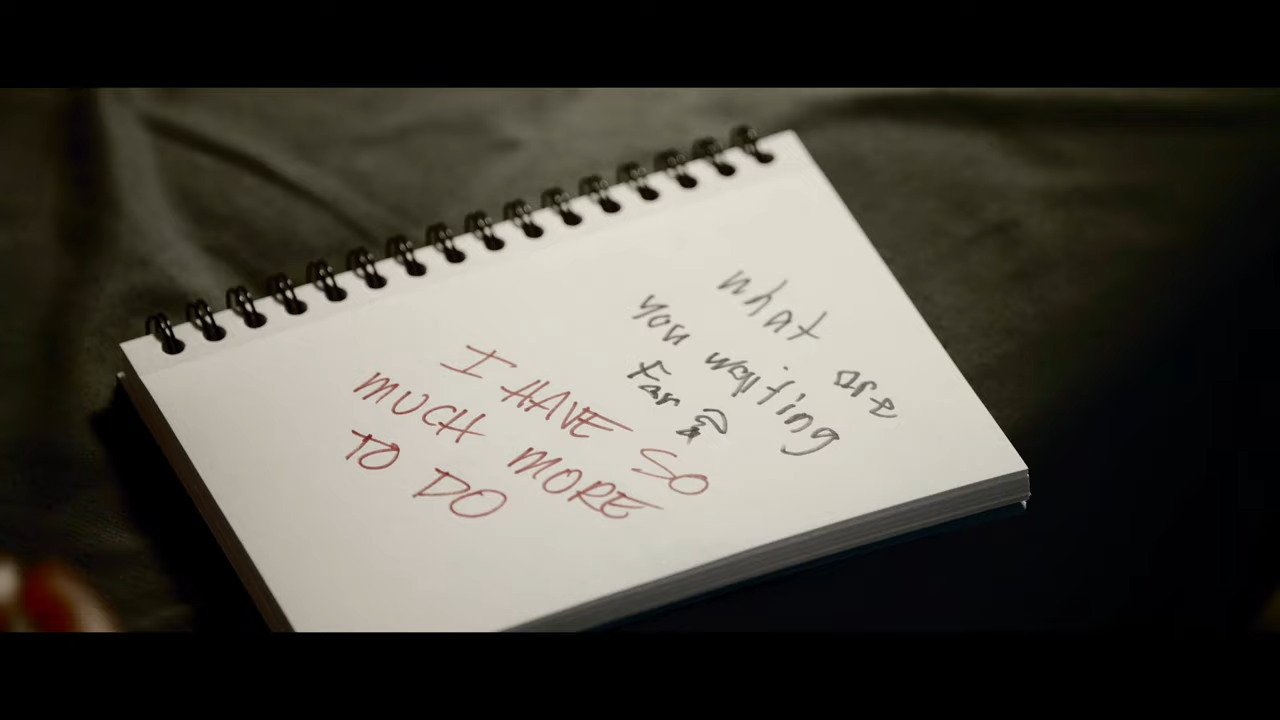 what are
you waiting
For?
I HAVE SO
MUCH MORE
TO DO